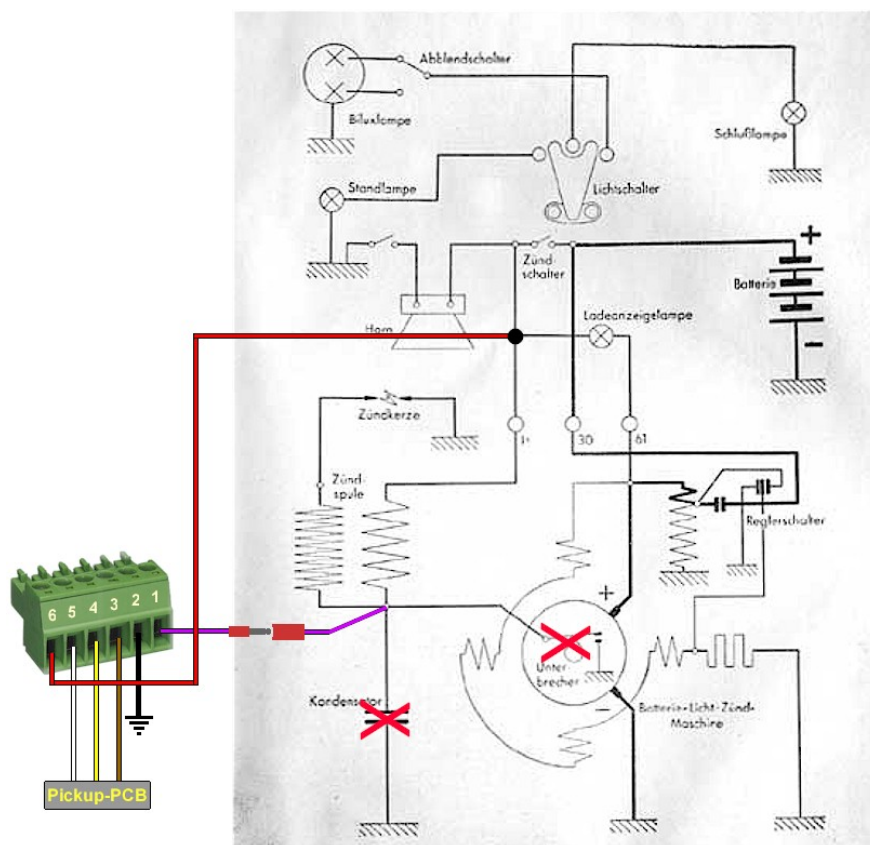 Abblendschalter
Biluxlampe
Schlußlampe
Standlampe
Lichtschalter
+
Zünd-
schalter
Batterie
Horn
Ladeanzeigelampe
-
Zündkerze
30
61
Zünd-
spule
Reglerschalter
6 5 4 3 2 1
+
Unter-
brecher
Kondensator
-
Batterie-Licht-Zünd-
Maschine
Pickup-PCB